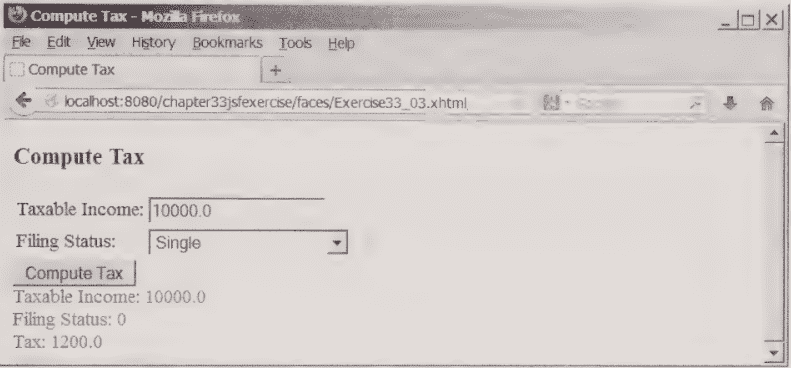 Compute Tax - Mozilla Firefox
File Edit View History Bookmarks Tools Help
Compute Tax +
localhost:8080/chapter33jsfexercise/faces/Exercise33_03.xhtml
Compute Tax
Taxable Income: 10000.0
Filing Status: Single
Compute Tax
Taxable Income: 10000.0
Filing Status: 0
Tax: 1200.0